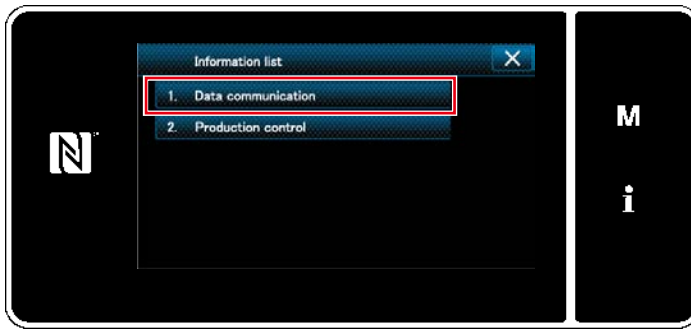 Information list
X
1. Data communication
2. Production control
N
M
i